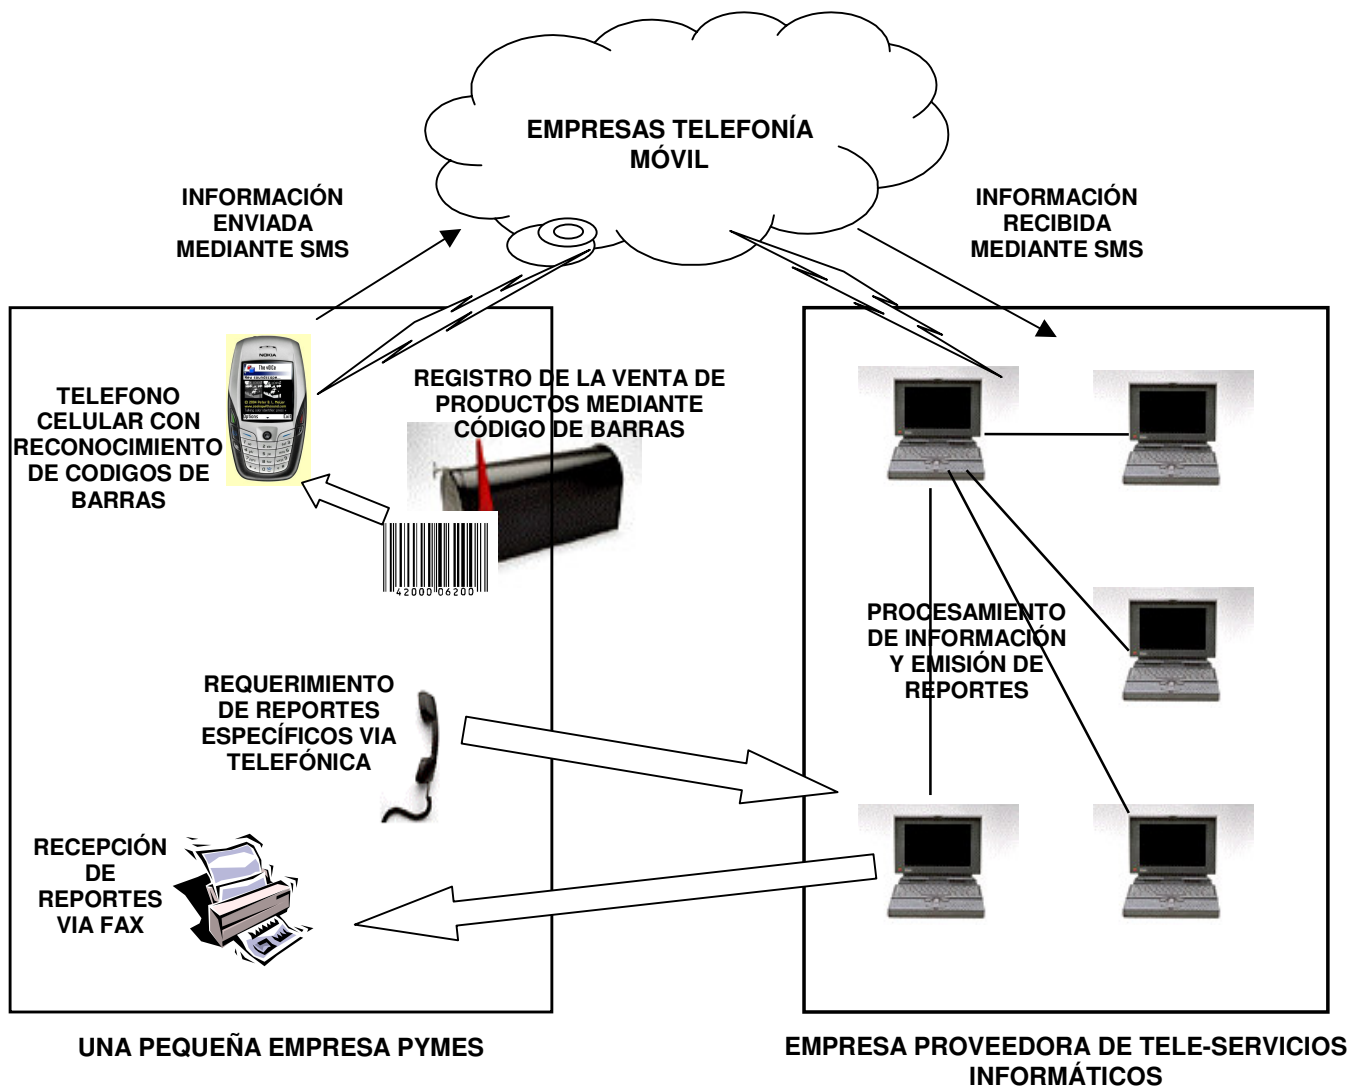 EMPRESAS TELEFONÍA
MÓVIL
INFORMACIÓN
ENVIADA
MEDIANTE SMS
INFORMACIÓN
RECIBIDA
MEDIANTE SMS
NOKIA
TELEFONO
CELULAR CON
RECONOCIMIENTO
DE CODIGOS DE
BARRAS
REGISTRO DE LA VENTA DE
PRODUCTOS MEDIANTE
CÓDIGO DE BARRAS
42000 06200
PROCESAMIENTO
DE INFORMACIÓN
Y EMISIÓN DE
REPORTES
REQUERIMIENTO
DE REPORTES
ESPECÍFICOS VIA
TELEFÓNICA
RECEPCIÓN
DE
REPORTES
VIA FAX
UNA PEQUEÑA EMPRESA PYMES
EMPRESA PROVEEDORA DE TELE-SERVICIOS
INFORMÁTICOS